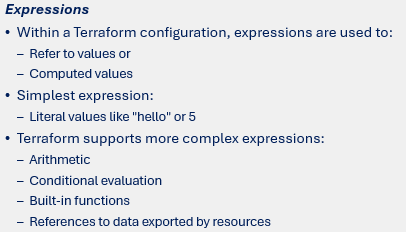 Expressions
• Within a Terraform configuration, expressions are used to:
– Refer to values or
– Computed values
• Simplest expression:
– Literal values like "hello" or 5
• Terraform supports more complex expressions:
– Arithmetic
– Conditional evaluation
– Built-in functions
– References to data exported by resources